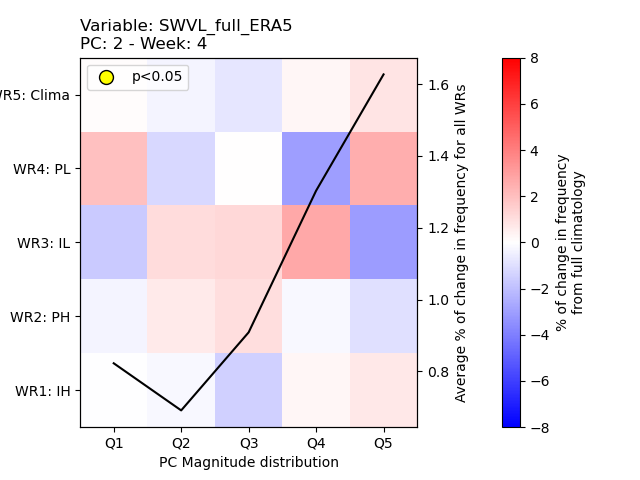 Variable: SWVL_full_ERA5
PC: 2 - Week: 4
p<0.05
WR5: Clima
WR4: PL
WR3: IL
WR2: PH
WR1: IH
Q1 Q2 Q3 Q4 Q5
PC Magnitude distribution
1.6
1.4
1.2
1.0
0.8
Average % of change in frequency for all WRs
8
6
4
2
0
−2
−4
−6
−8
% of change in frequency
from full climatology